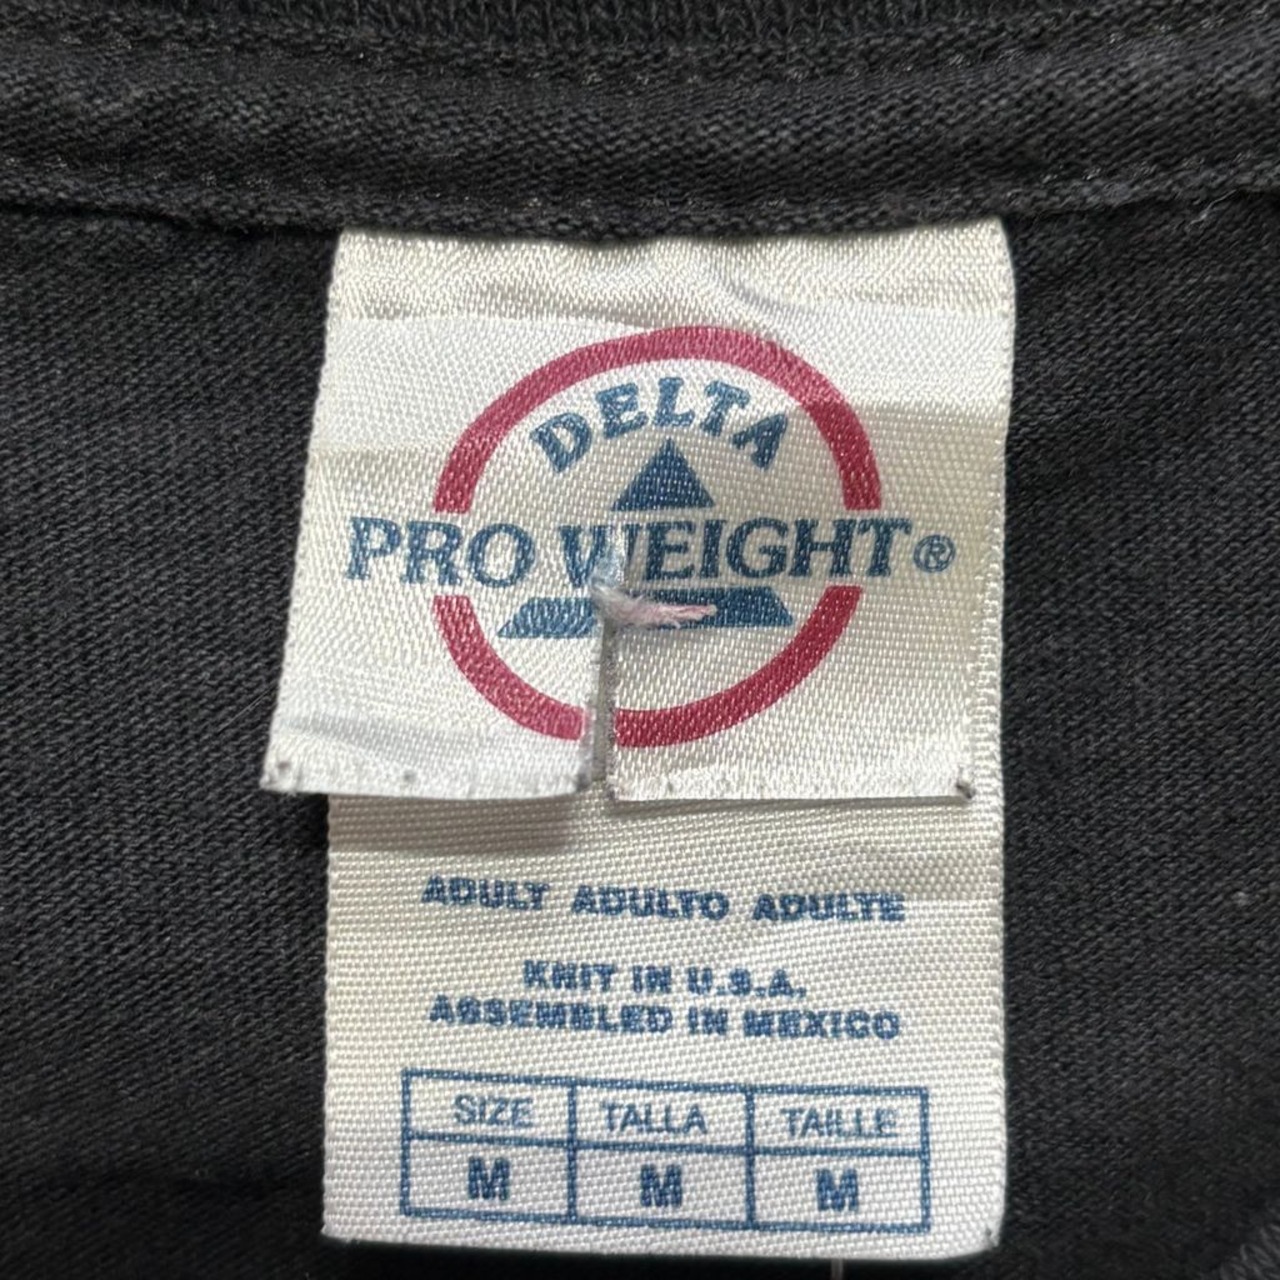 DELTA
PRO WEIGHT®
ADULT ADULTO ADULTE
KNIT IN U.S.A.
ASSEMBLED IN MEXICO
SIZE TALLA TAILLE
M M M